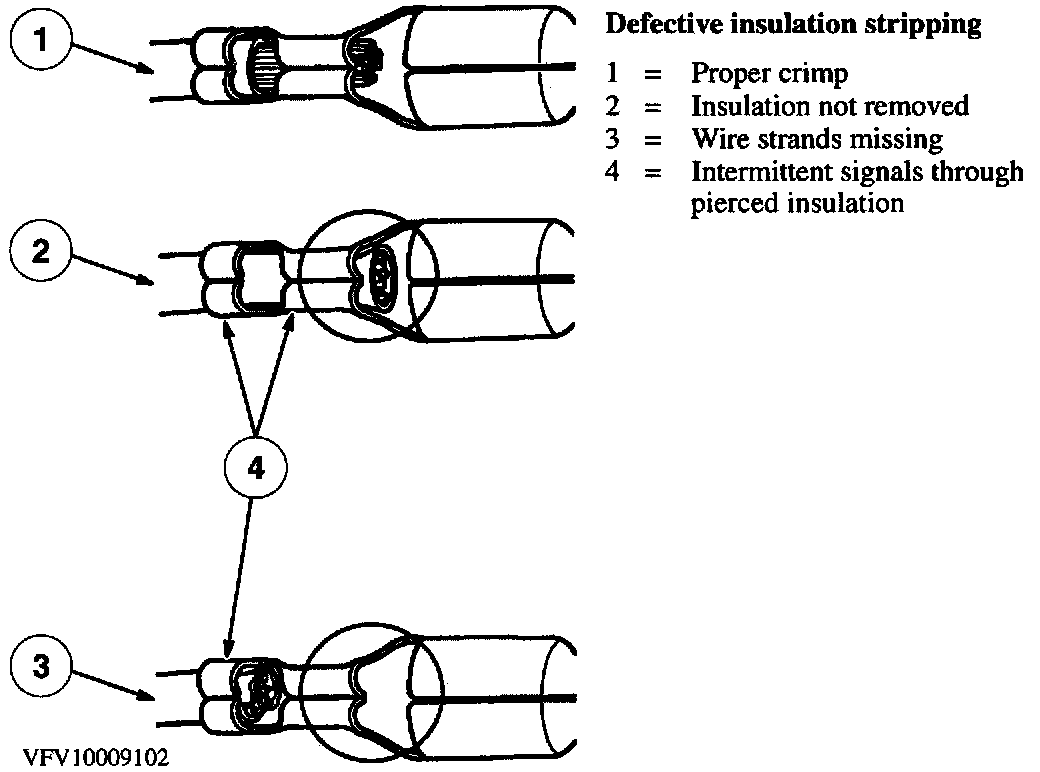 Defective insulation stripping
1 = Proper crimp
2 = Insulation not removed
3 = Wire strands missing
4 = Intermittent signals through
pierced insulation
1
2
4
3
VFV10009102